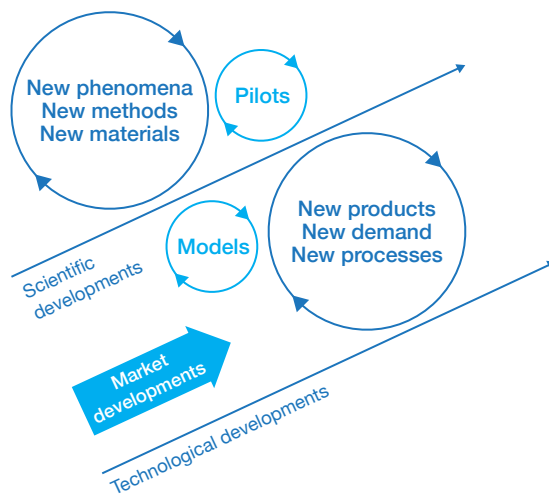 New phenomena
New methods
New materials
Pilots
New products
New demand
New processes
Models
Scientific
developments
Market
developments
Technological developments